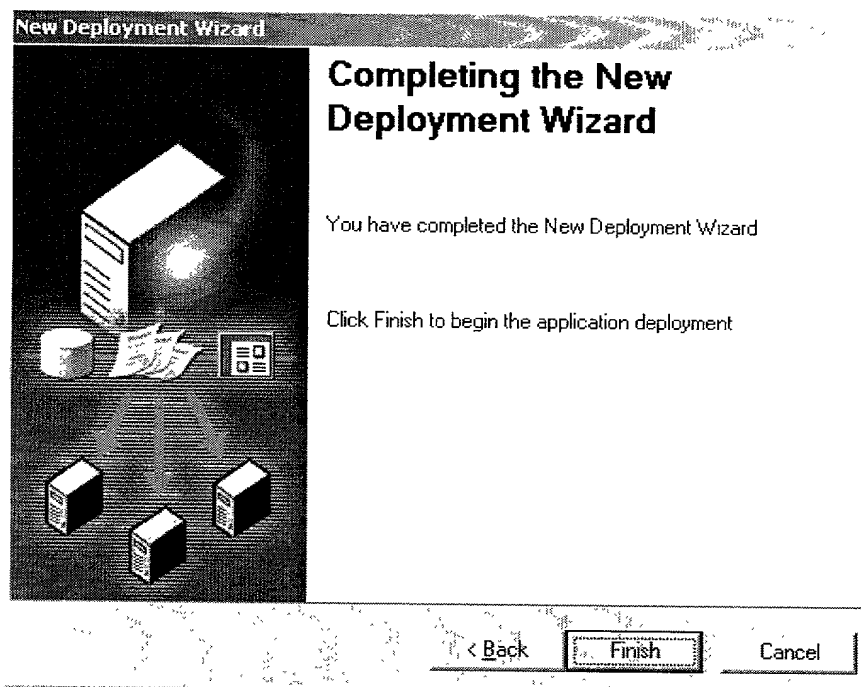 New Deployment Wizard
Completing the New
Deployment Wizard
You have completed the New Deployment Wizard
Click Finish to begin the application deployment
< Back
Finish
Cancel